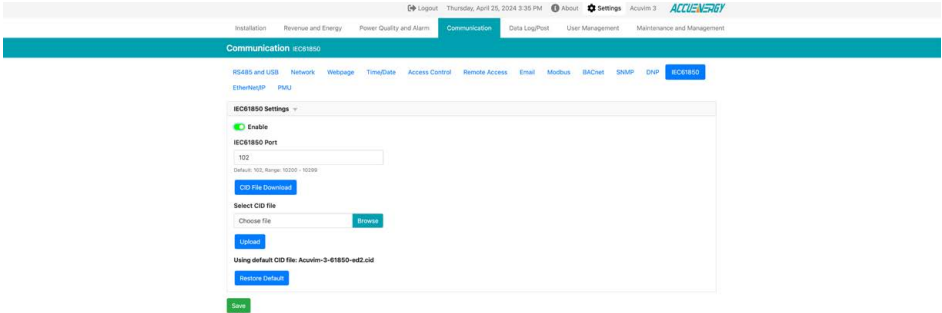 Logout Thursday, April 25, 2024 3:35 PM About Settings Acuvim 3 ACCUENERGY
Installation Revenue and Energy Power Quality and Alarm Communication Data Log/Post User Management Maintenance and Management
Communication IEC61850
RS485 and USB Network Webpage Time/Date Access Control Remote Access Email Modbus BACnet SNMP DNP IEC61850
EtherNet/IP PMU
IEC61850 Settings
Enable
IEC61850 Port
102
Default: 102, Range: 10200 - 10299
CID File Download
Select CID file
Choose file Browse
Upload
Using default CID file: Acuvim-3-61850-ed2.cid
Restore Default
Save